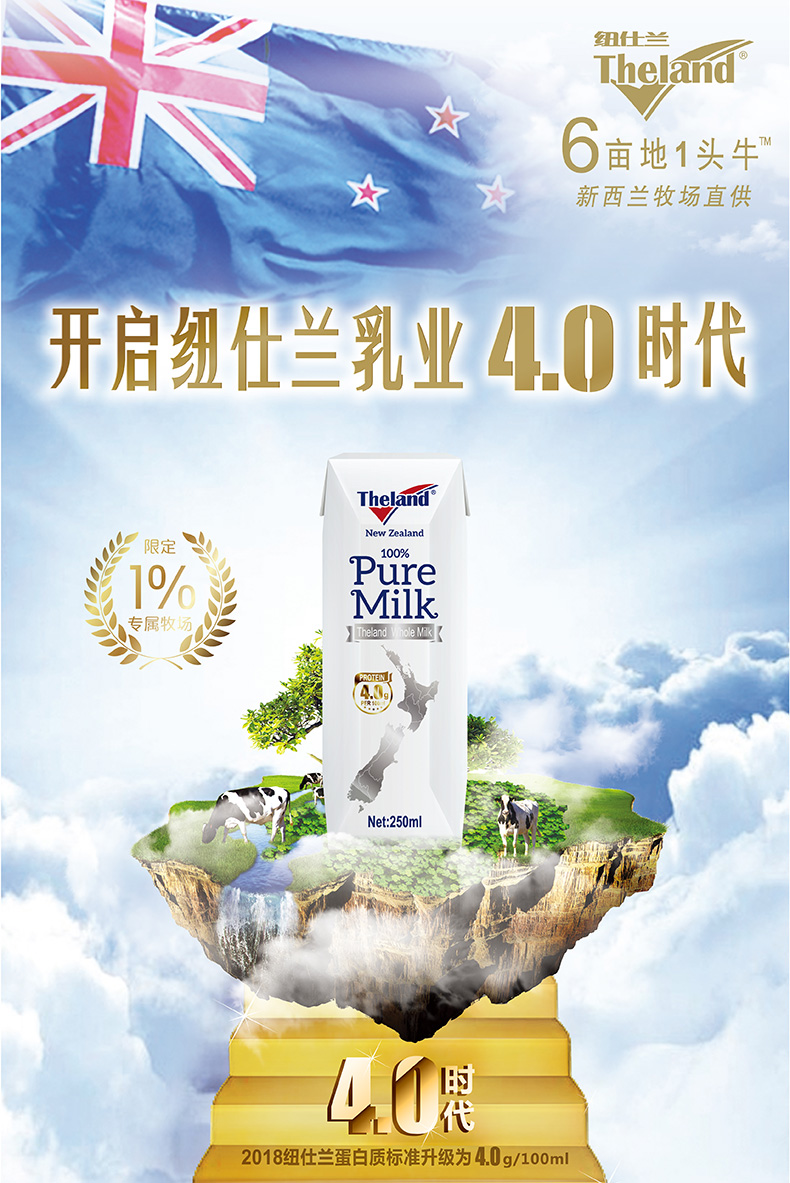 纽仕兰
Theland®
6亩地1头牛™
新西兰牧场直供
开启纽仕兰乳业 4.0 时代
Theland®
New Zealand
100%
Pure
Milk
Theland Whole Milk
限定
1%
专属牧场
PROTEIN
4.0g
Net:250ml
4.0时代
2018纽仕兰蛋白质标准升级为4.0g/100ml